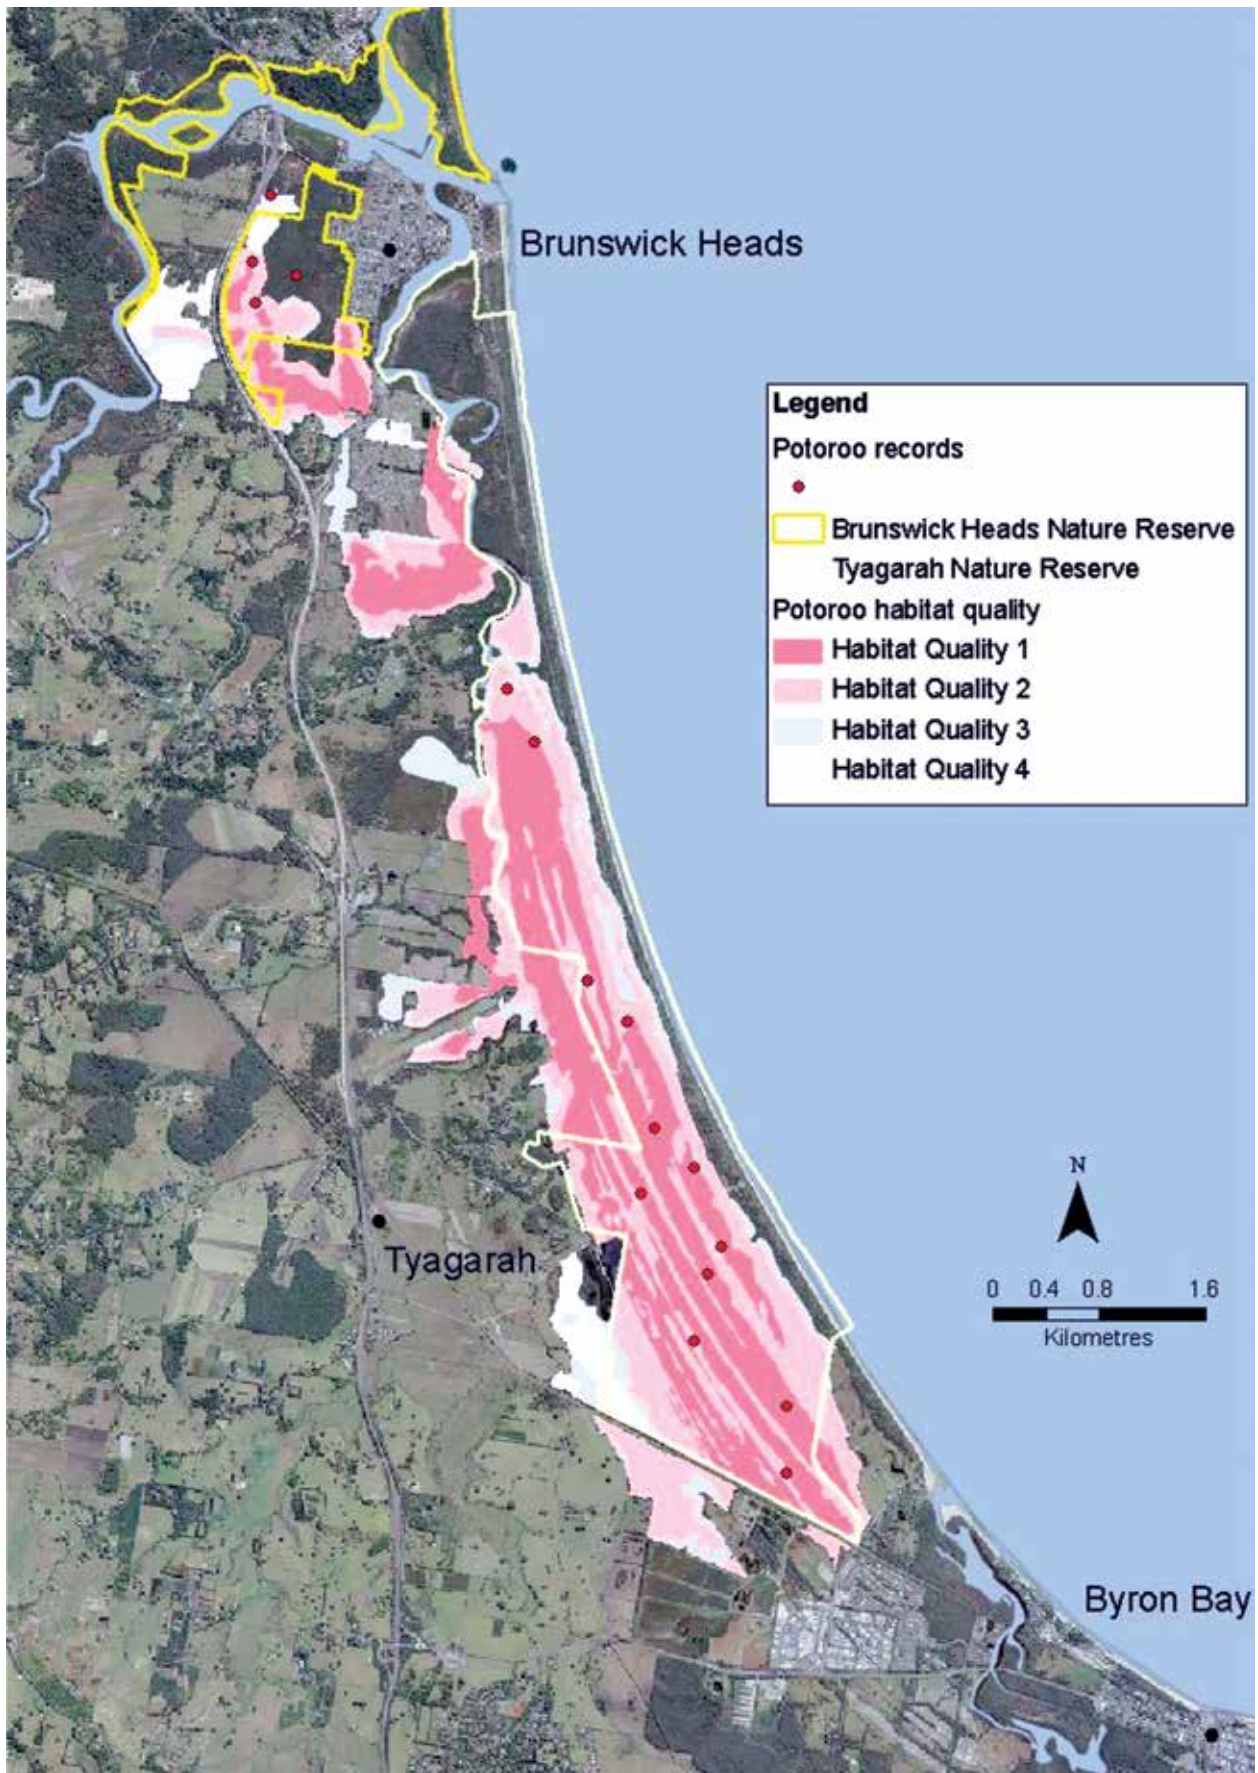 Brunswick Heads
Legend
Potoroo records
Brunswick Heads Nature Reserve
Tyagarah Nature Reserve
Potoroo habitat quality
Habitat Quality 1
Habitat Quality 2
Habitat Quality 3
Habitat Quality 4
N
Tyagarah
0 0.4 0.8 1.6
Kilometres
Byron Bay